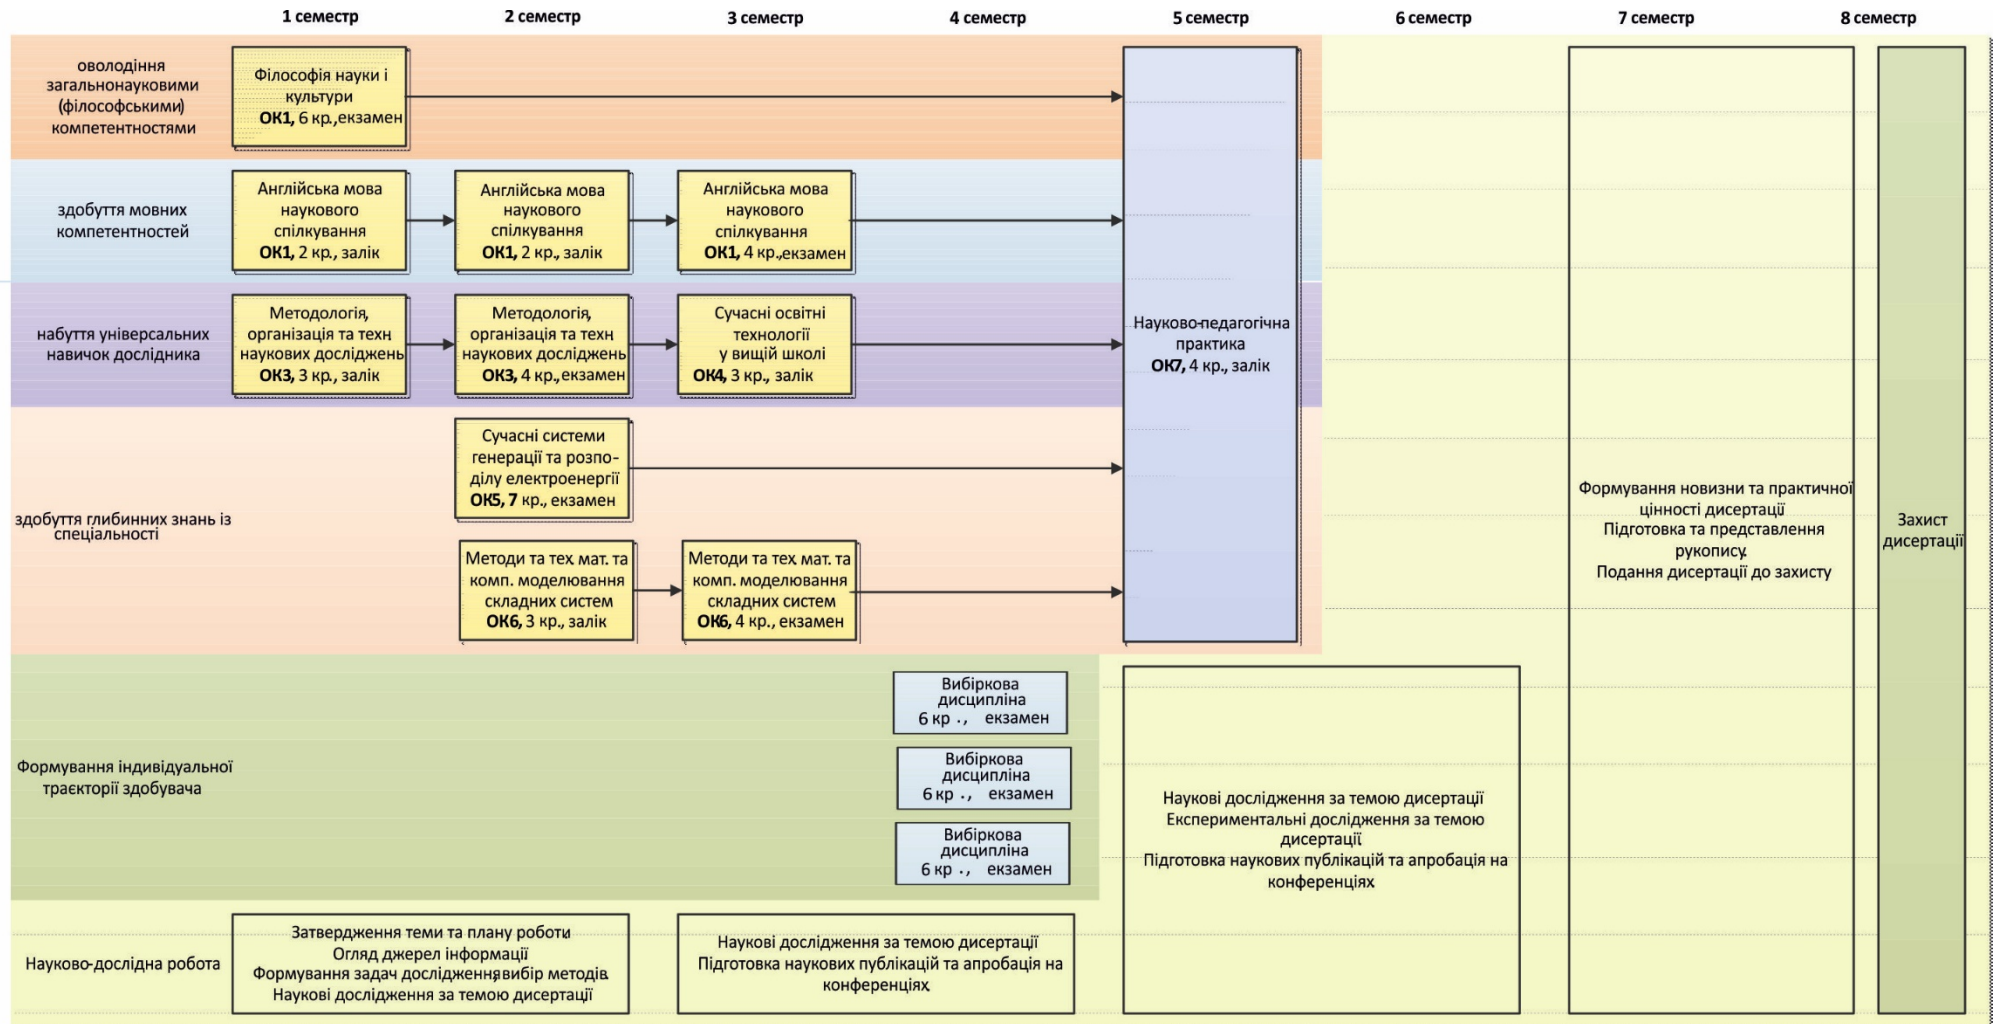 1 семестр
2 семестр
3 семестр
4 семестр
5 семестр
6 семестр
7 семестр
8 семестр
оволодіння
загальнонауковими
(філософськими)
компетентностями
Філософія науки і
культури
ОК1, 6 кр.,екзамен
здобуття мовних
компетентностей
Англійська мова
наукового
спілкування
ОК1, 2 кр., залік
Англійська мова
наукового
спілкування
ОК1, 2 кр., залік
Англійська мова
наукового
спілкування
ОК1, 4 кр.,екзамен
набуття універсальних
навичок дослідника
Методологія,
організація та техн
наукових досліджень
ОК3, 3 кр., залік
Методологія,
організація та техн
наукових досліджень
ОК3, 4 кр.,екзамен
Сучасні освітні
технології
у вищій школі
ОК4, 3 кр., залік
Науково-педагогічна
практика
ОК7, 4 кр., залік
здобуття глибинних знань із
спеціальності
Сучасні системи
генерації та розпо-
ділу електроенергії
ОК5, 7 кр., екзамен
Методи та тех. мат. та
комп. моделювання
складних систем
ОК6, 3 кр., залік
Методи та тех. мат. та
комп. моделювання
складних систем
ОК6, 4 кр., екзамен
Формування новизни та практичної
цінності дисертації
Підготовка та представлення
рукопису.
Подання дисертації до захисту
Захист
дисертації
Формування індивідуальної
траєкторії здобувача
Вибіркова
дисципліна
6 кр ., екзамен
Вибіркова
дисципліна
6 кр ., екзамен
Вибіркова
дисципліна
6 кр ., екзамен
Наукові дослідження за темою дисертації
Експериментальні дослідження за темою
дисертації.
Підготовка наукових публікацій та апробація на
конференціях.
Науково-дослідна робота
Затвердження теми та плану роботи.
Огляд джерел інформації
Формування задач дослідження,вибір методів.
Наукові дослідження за темою дисертації
Наукові дослідження за темою дисертації
Підготовка наукових публікацій та апробація на
конференціях.